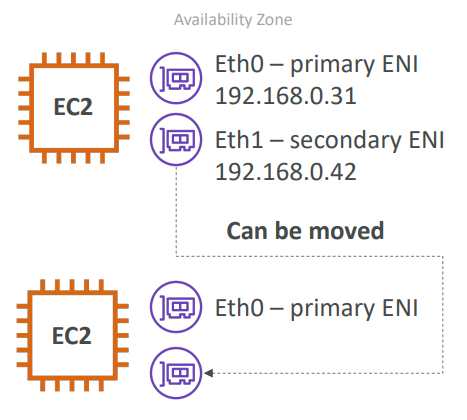 Availability Zone
EC2
Eth0 – primary ENI
192.168.0.31
Eth1 – secondary ENI
192.168.0.42
Can be moved
EC2
Eth0 – primary ENI